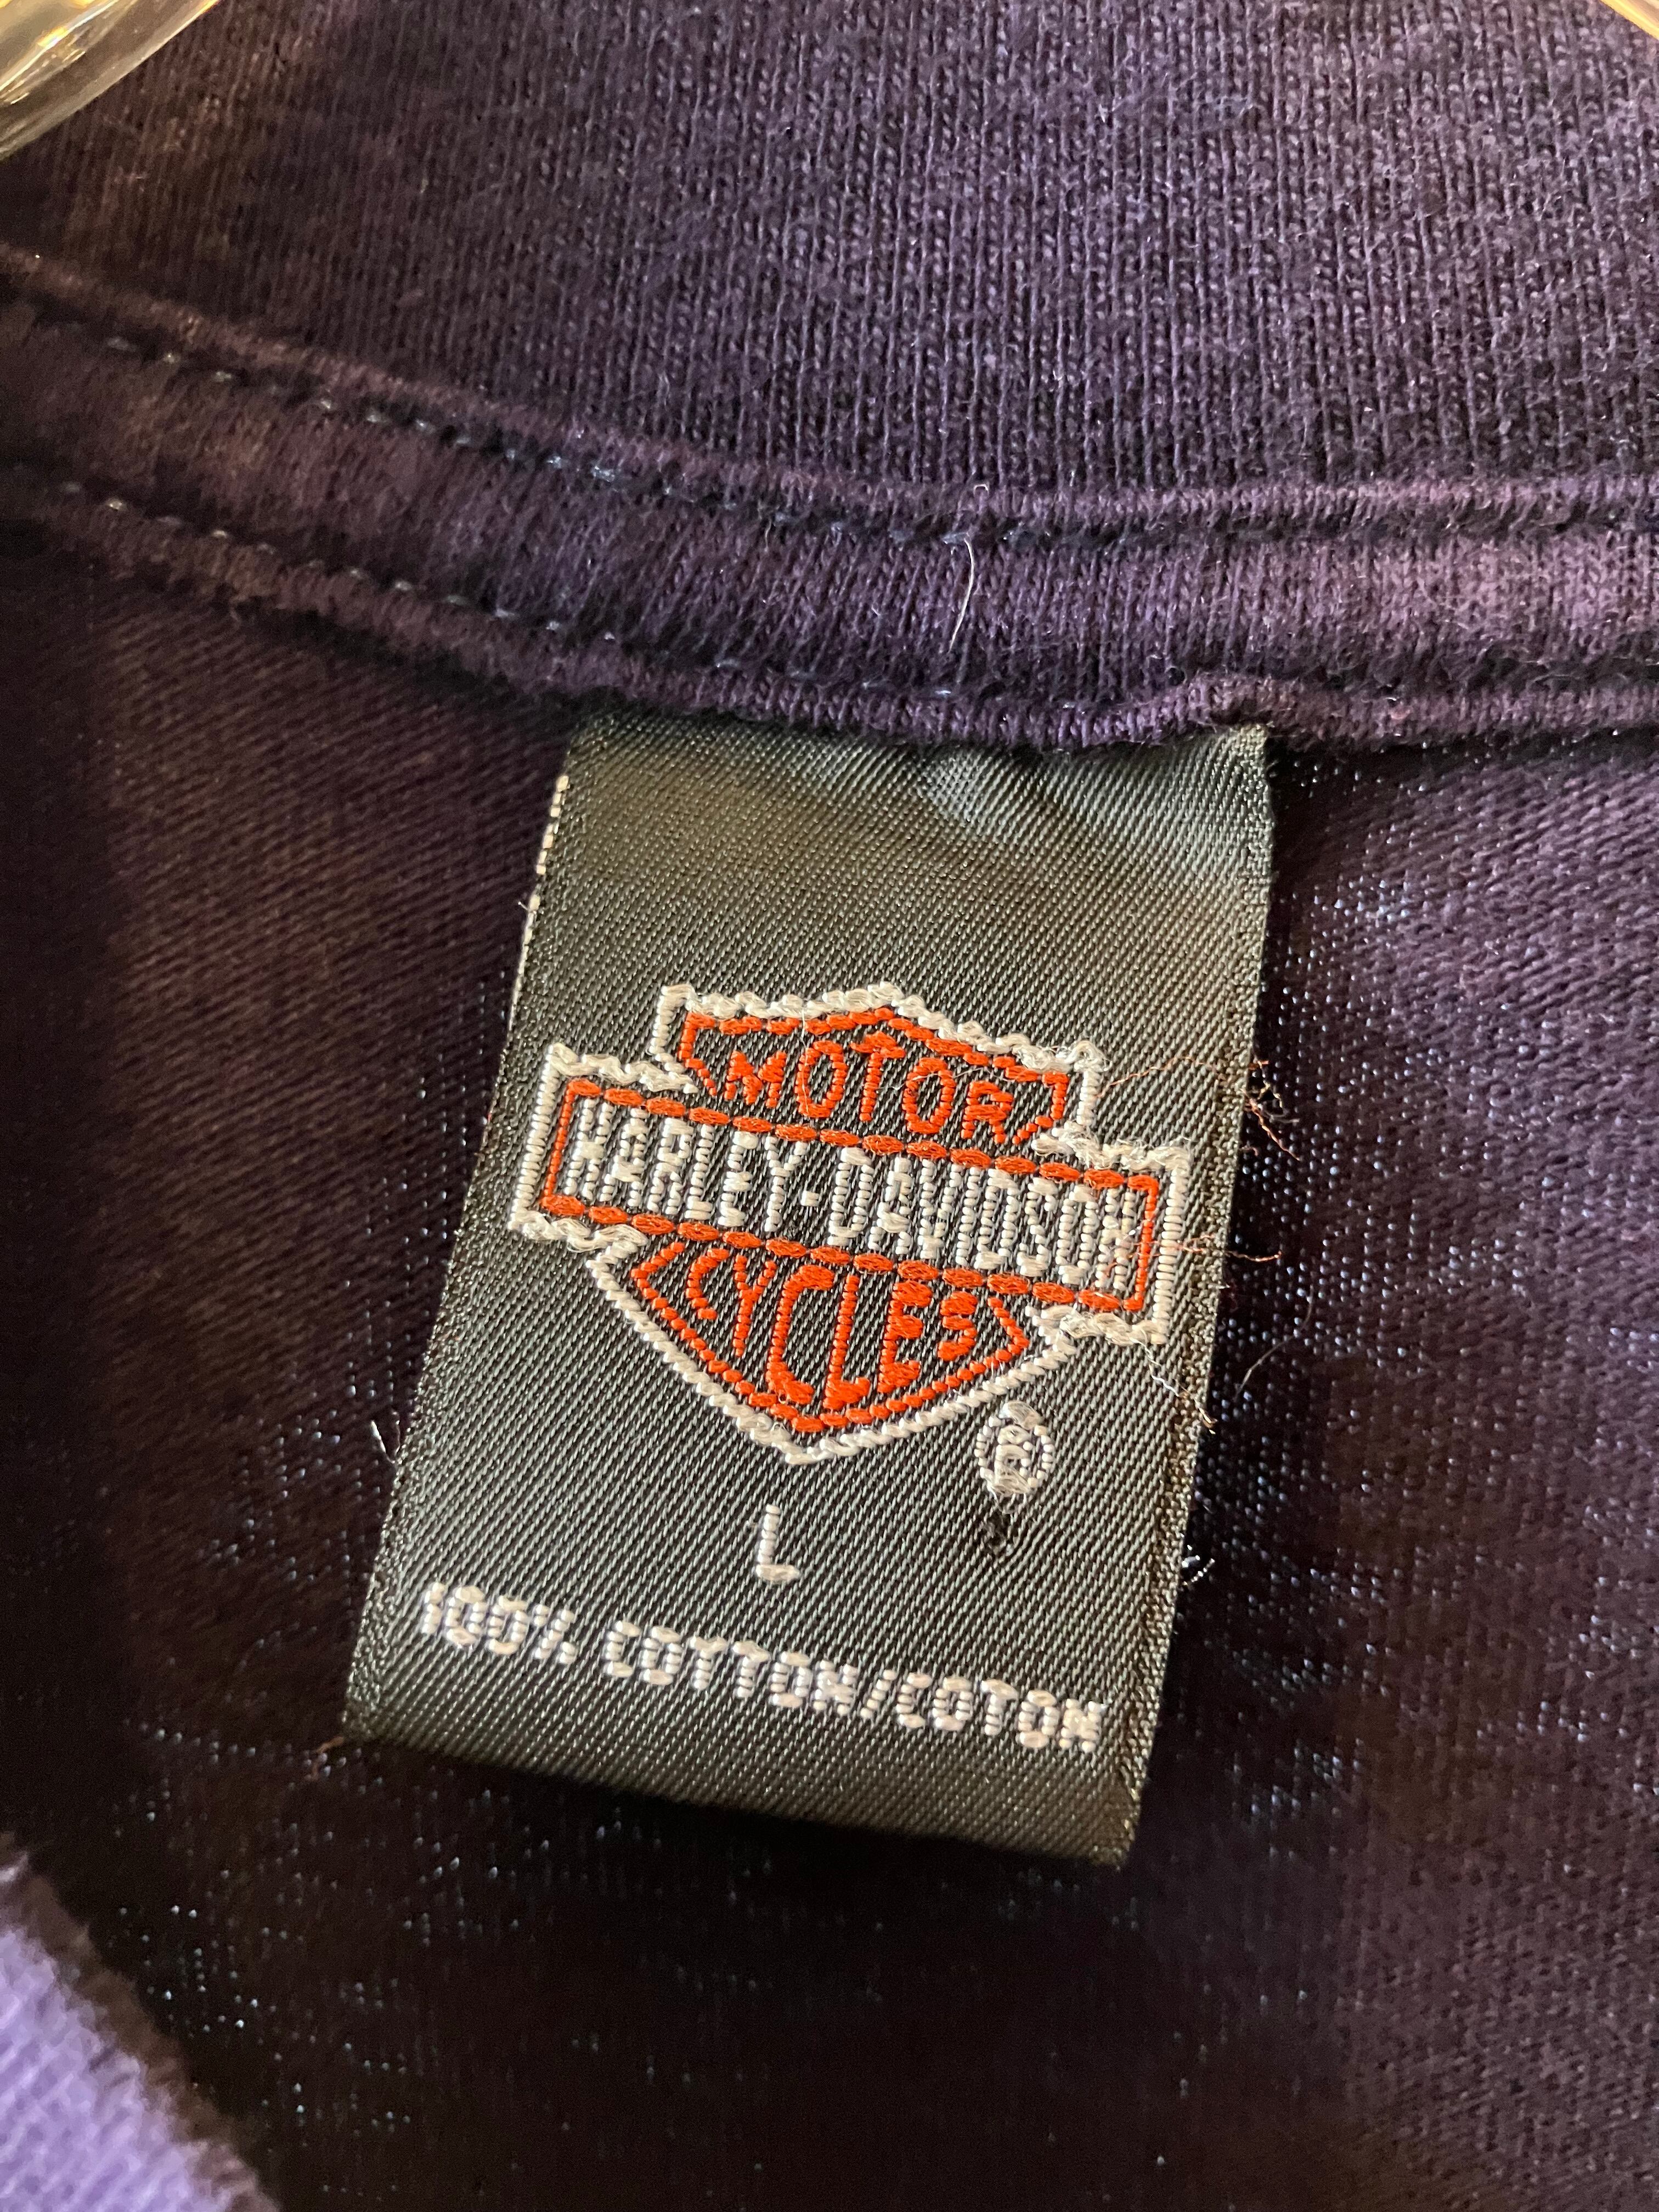 MOTOR
HARLEY-DAVIDSON
CYCLES
®
L
100% COTTON/COTON